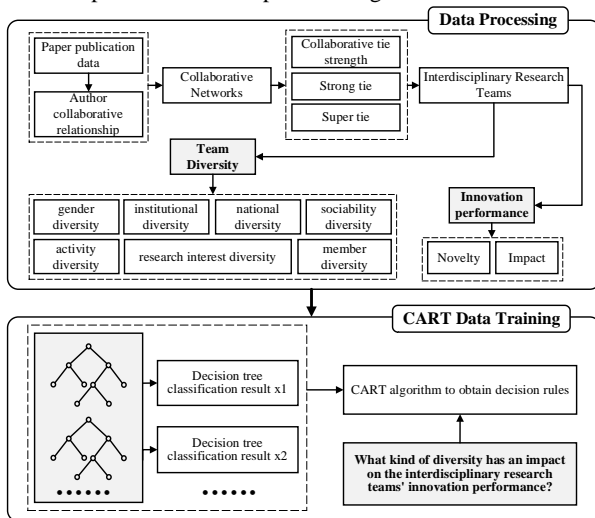 Data Processing
Paper publication
data
Author
collaborative
relationship
Collaborative
Networks
Collaborative tie
strength
Strong tie
Super tie
Interdisciplinary Research
Teams
Team
Diversity
gender
diversity
institutional
diversity
national
diversity
sociability
diversity
activity
diversity
research interest diversity
member
diversity
Innovation
performance
Novelty
Impact
CART Data Training
Decision tree
classification result x1
Decision tree
classification result x2
CART algorithm to obtain decision rules
What kind of diversity has an impact
on the interdisciplinary research
teams' innovation performance?